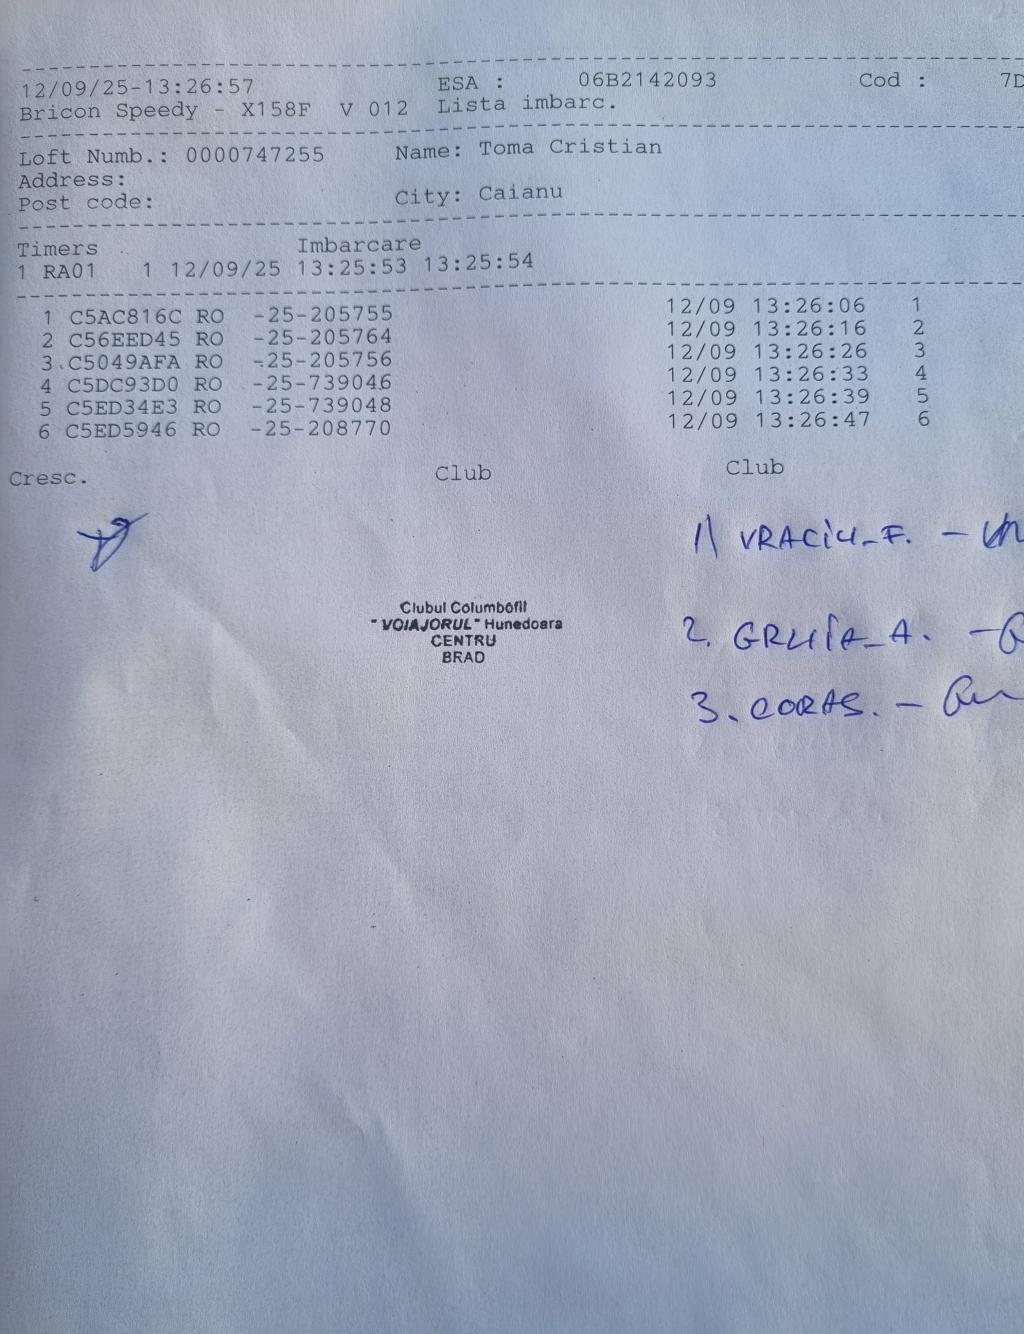 12/09/25-13:26:57 ESA : 06B2142093 Cod : 7D
Bricon Speedy - X158F V 012 Lista imbarc.
Loft Numb.: 0000747255 Name: Toma Cristian
Address:
Post code: City: Caianu
Timers Imbarcare
1 RA01 1 12/09/25 13:25:53 13:25:54
1 C5AC816C RO -25-205755 12/09 13:26:06 1
2 C56EED45 RO -25-205764 12/09 13:26:16 2
3 C5049AFA RO -25-205756 12/09 13:26:26 3
4 C5DC93D0 RO -25-739046 12/09 13:26:33 4
5 C5ED34E3 RO -25-739048 12/09 13:26:39 5
6 C5ED5946 RO -25-208770 12/09 13:26:47 6
Cresc. Club Club
1) VRACIU-F. -
Clubul Columbofil
"VOIAJORUL" Hunedoara
CENTRU
BRAD
2. GRUIA-A. -
3. CORAS. -